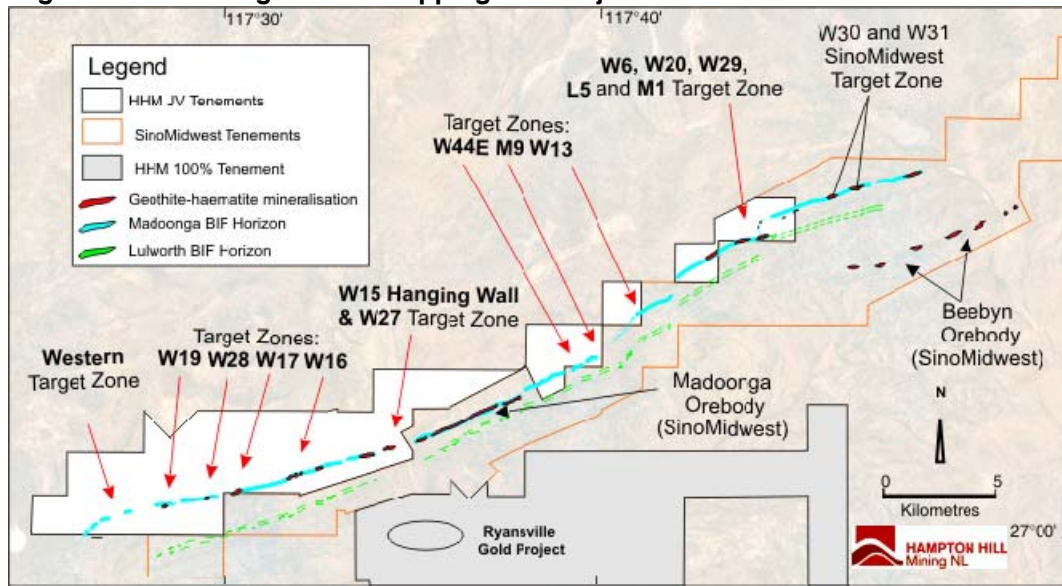 117°30'
117°40'
Legend
HHM JV Tenements
SinoMidwest Tenements
HHM 100% Tenement
Geothite-haematite mineralisation
Madoonga BIF Horizon
Lulworth BIF Horizon
W30 and W31
SinoMidwest
Target Zone
W6, W20, W29,
L5 and M1 Target Zone
Target Zones:
W44E M9 W13
W15 Hanging Wall
& W27 Target Zone
Western
Target Zone
Target Zones:
W19 W28 W17 W16
Beebyn
Orebody
(SinoMidwest)
Madoorga
Orebody
(SinoMidwest)
N
0 5
Kilometres
Ryansville
Gold Project
27°00'
HAMPTON HILL
Mining NL